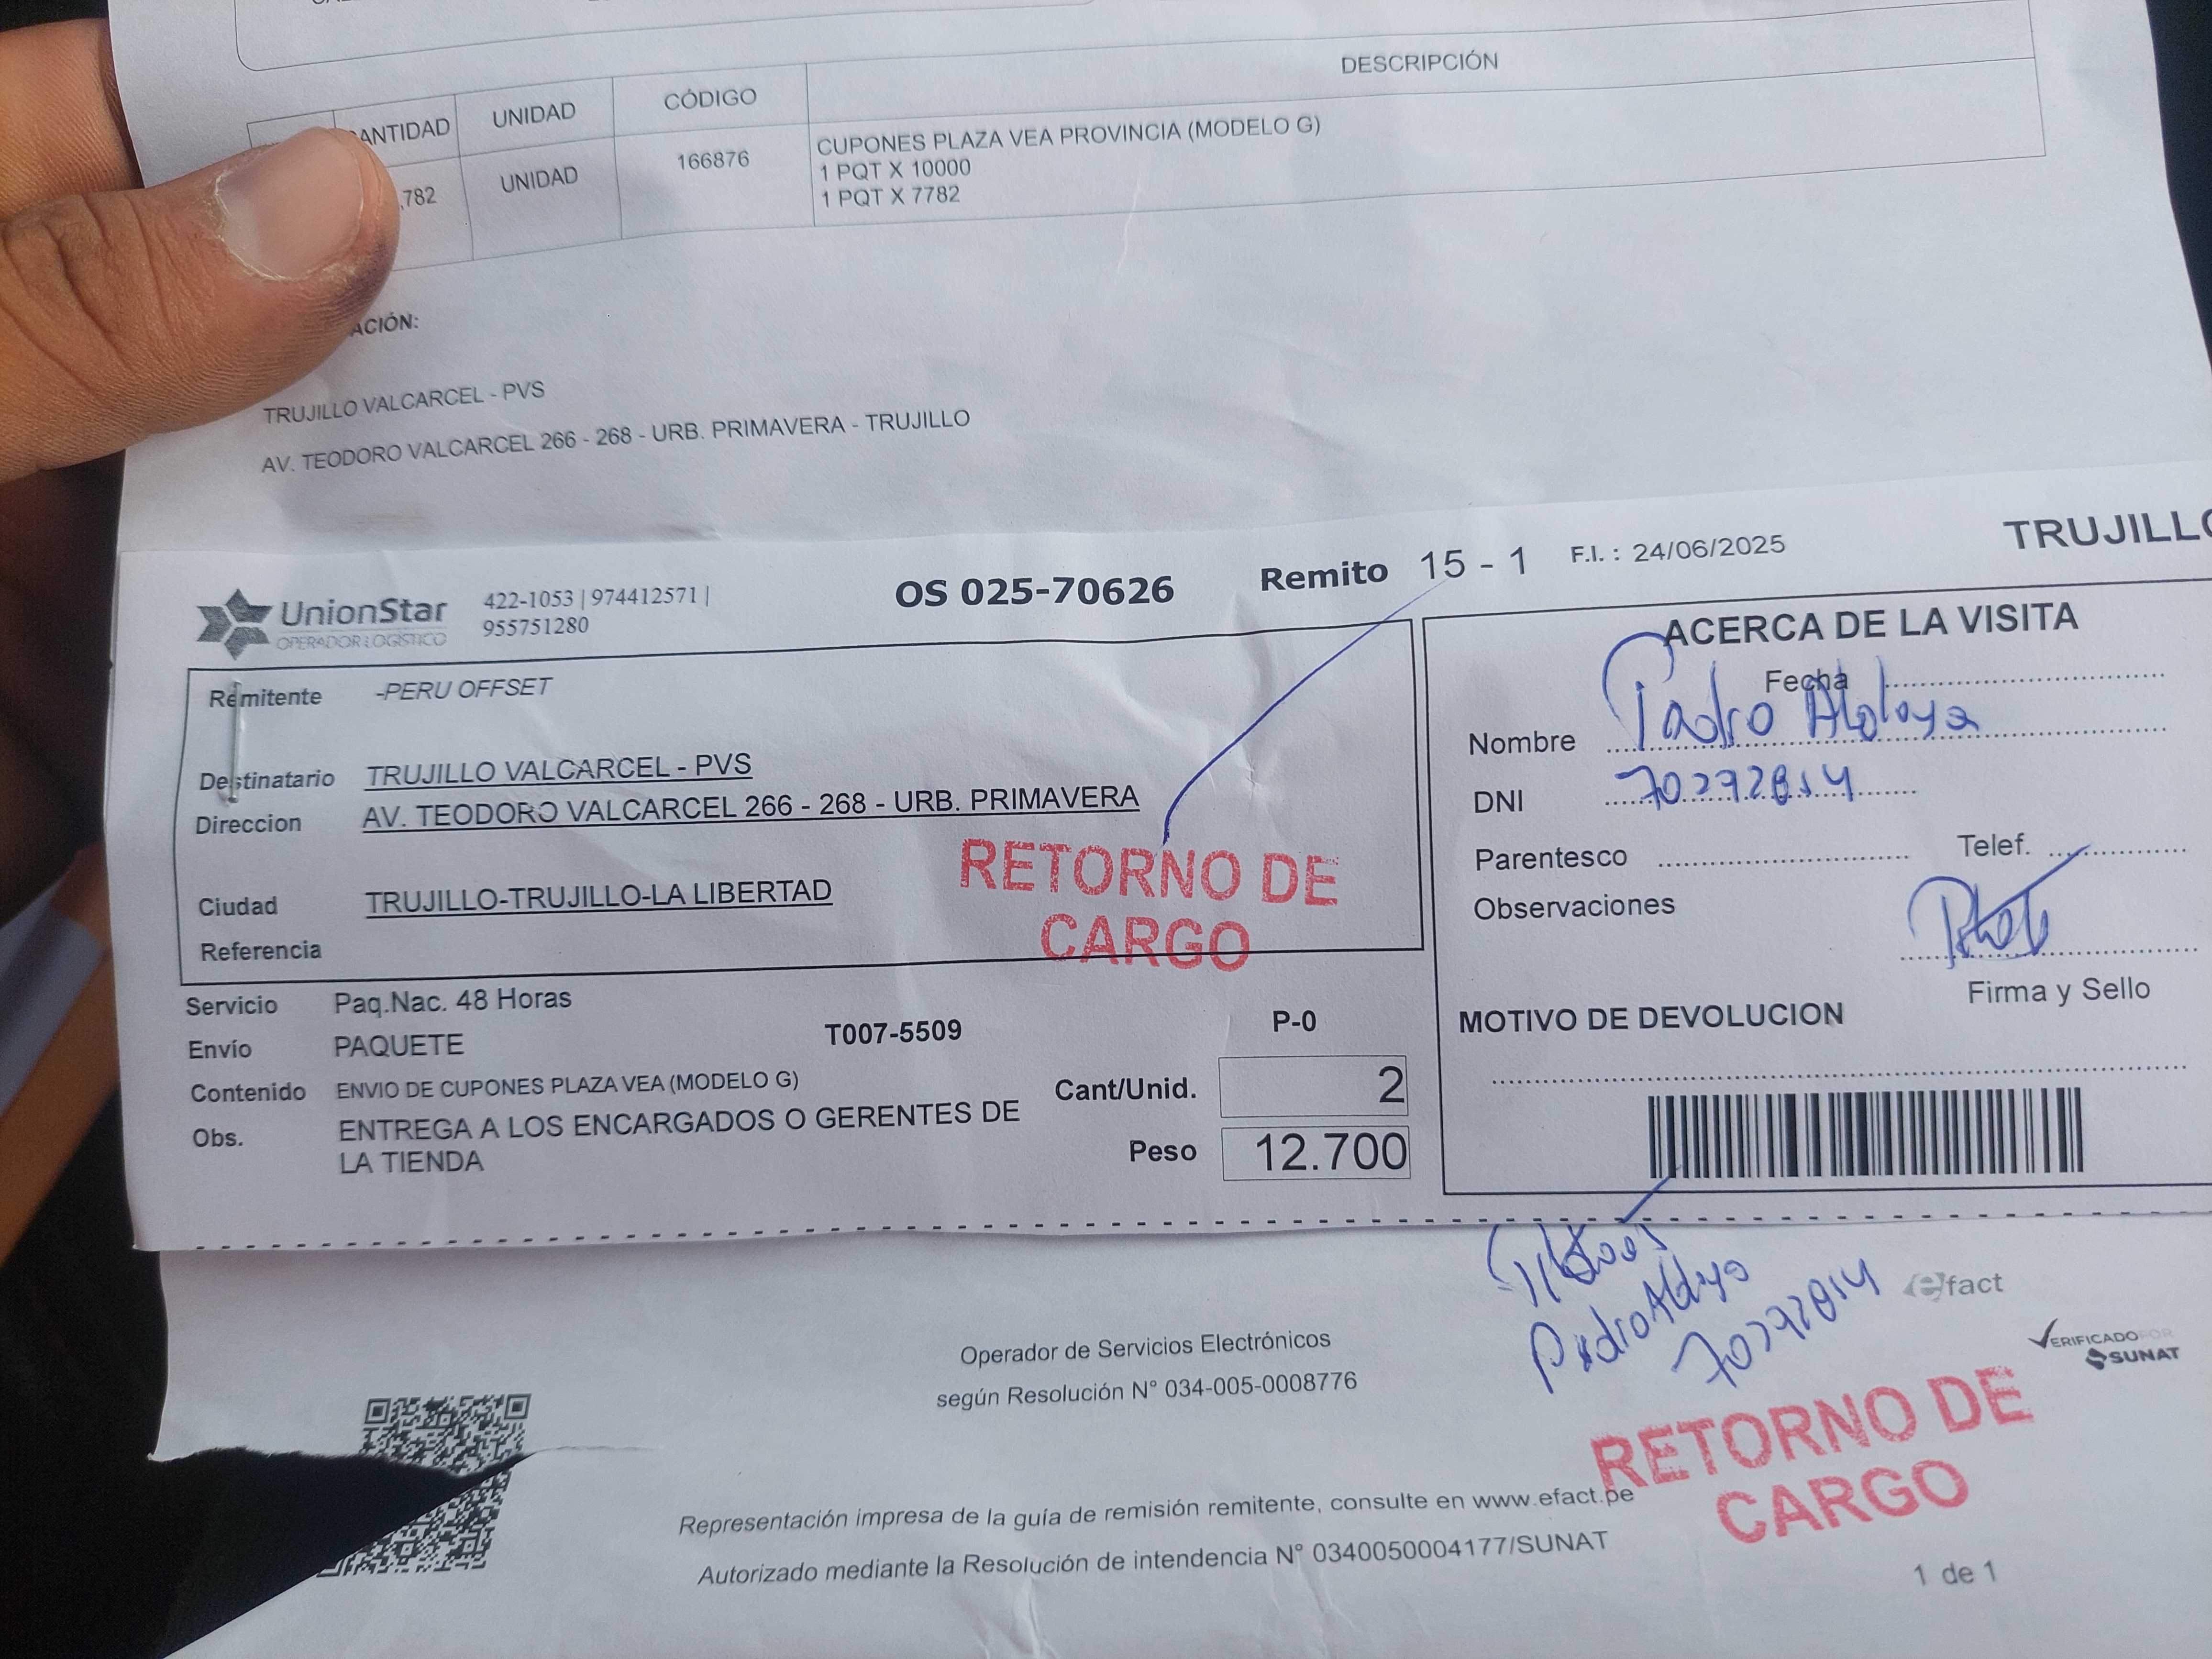 DESCRIPCIÓN
CANTIDAD UNIDAD CÓDIGO
,782 UNIDAD 166876 CUPONES PLAZA VEA PROVINCIA (MODELO G)
1 PQT X 10000
1 PQT X 7782
ACIÓN:
TRUJILLO VALCARCEL - PVS
AV. TEODORO VALCARCEL 266 - 268 - URB. PRIMAVERA - TRUJILLO
UnionStar
OPERADOR LOGÍSTICO
422-1053 | 974412571 |
955751280
OS 025-70626 Remito 15 - 1 F.I. : 24/06/2025 TRUJILLO
Remitente -PERU OFFSET
Destinatario TRUJILLO VALCARCEL - PVS
Direccion AV. TEODORO VALCARCEL 266 - 268 - URB. PRIMAVERA
Ciudad TRUJILLO-TRUJILLO-LA LIBERTAD
Referencia
RETORNO DE
CARGO
Servicio Paq.Nac. 48 Horas
Envío PAQUETE T007-5509 P-0
Contenido ENVIO DE CUPONES PLAZA VEA (MODELO G) Cant/Unid. 2
Obs. ENTREGA A LOS ENCARGADOS O GERENTES DE
LA TIENDA Peso 12.700
ACERCA DE LA VISITA
Fecha
Nombre Pedro
DNI 70292814
Parentesco Telef.
Observaciones
Firma y Sello
MOTIVO DE DEVOLUCION
Pedro
70292814
efact
VERIFICADO POR
SUNAT
Operador de Servicios Electrónicos
según Resolución N° 034-005-0008776
RETORNO DE
CARGO
Representación impresa de la guía de remisión remitente, consulte en www.efact.pe
Autorizado mediante la Resolución de intendencia N° 0340050004177/SUNAT
1 de 1